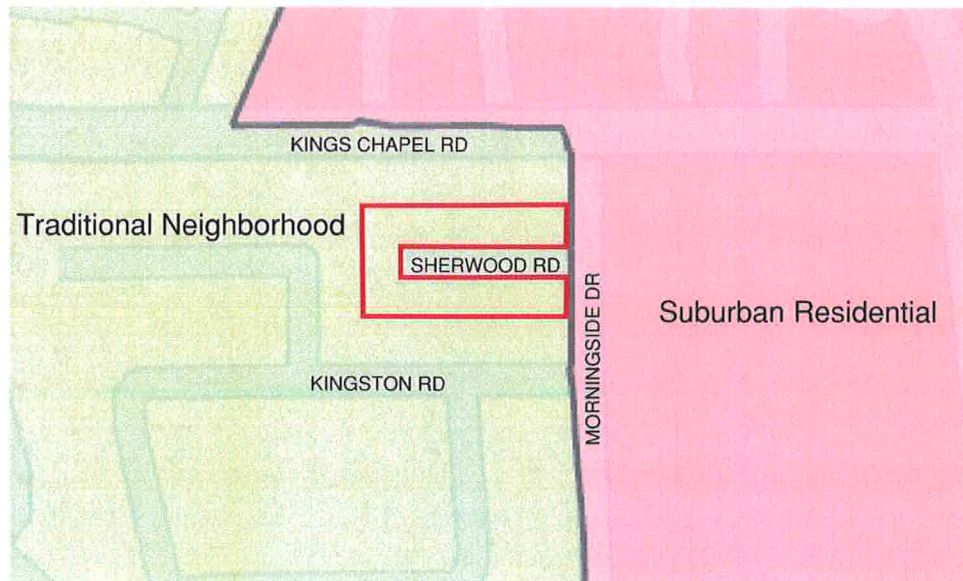 KINGS CHAPEL RD
Traditional Neighborhood
SHERWOOD RD
Suburban Residential
MORNINGSIDE DR
KINGSTON RD